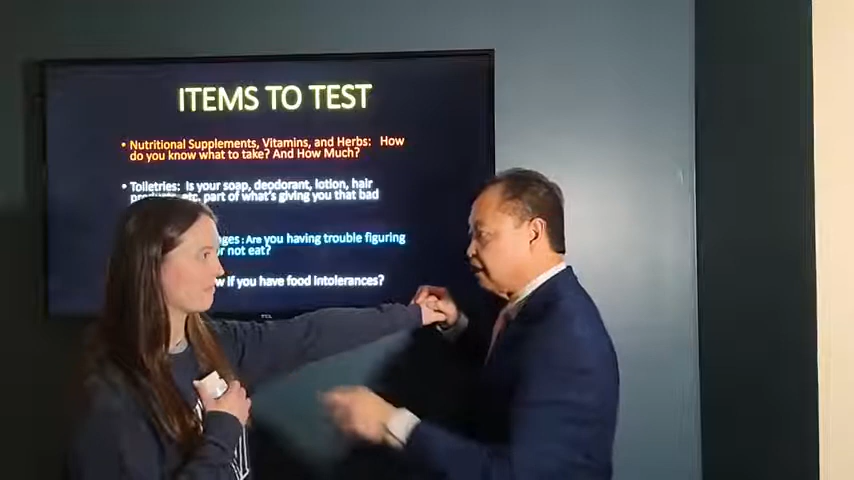 ITEMS TO TEST
• Nutritional Supplements, Vitamins, and Herbs: How
do you know what to take? And How Much?
• Toiletries: Is your soap, deodorant, lotion, hair
etc. part of what's giving you that bad
Are you having trouble figuring
or not eat?
if you have food intolerances?
TCL